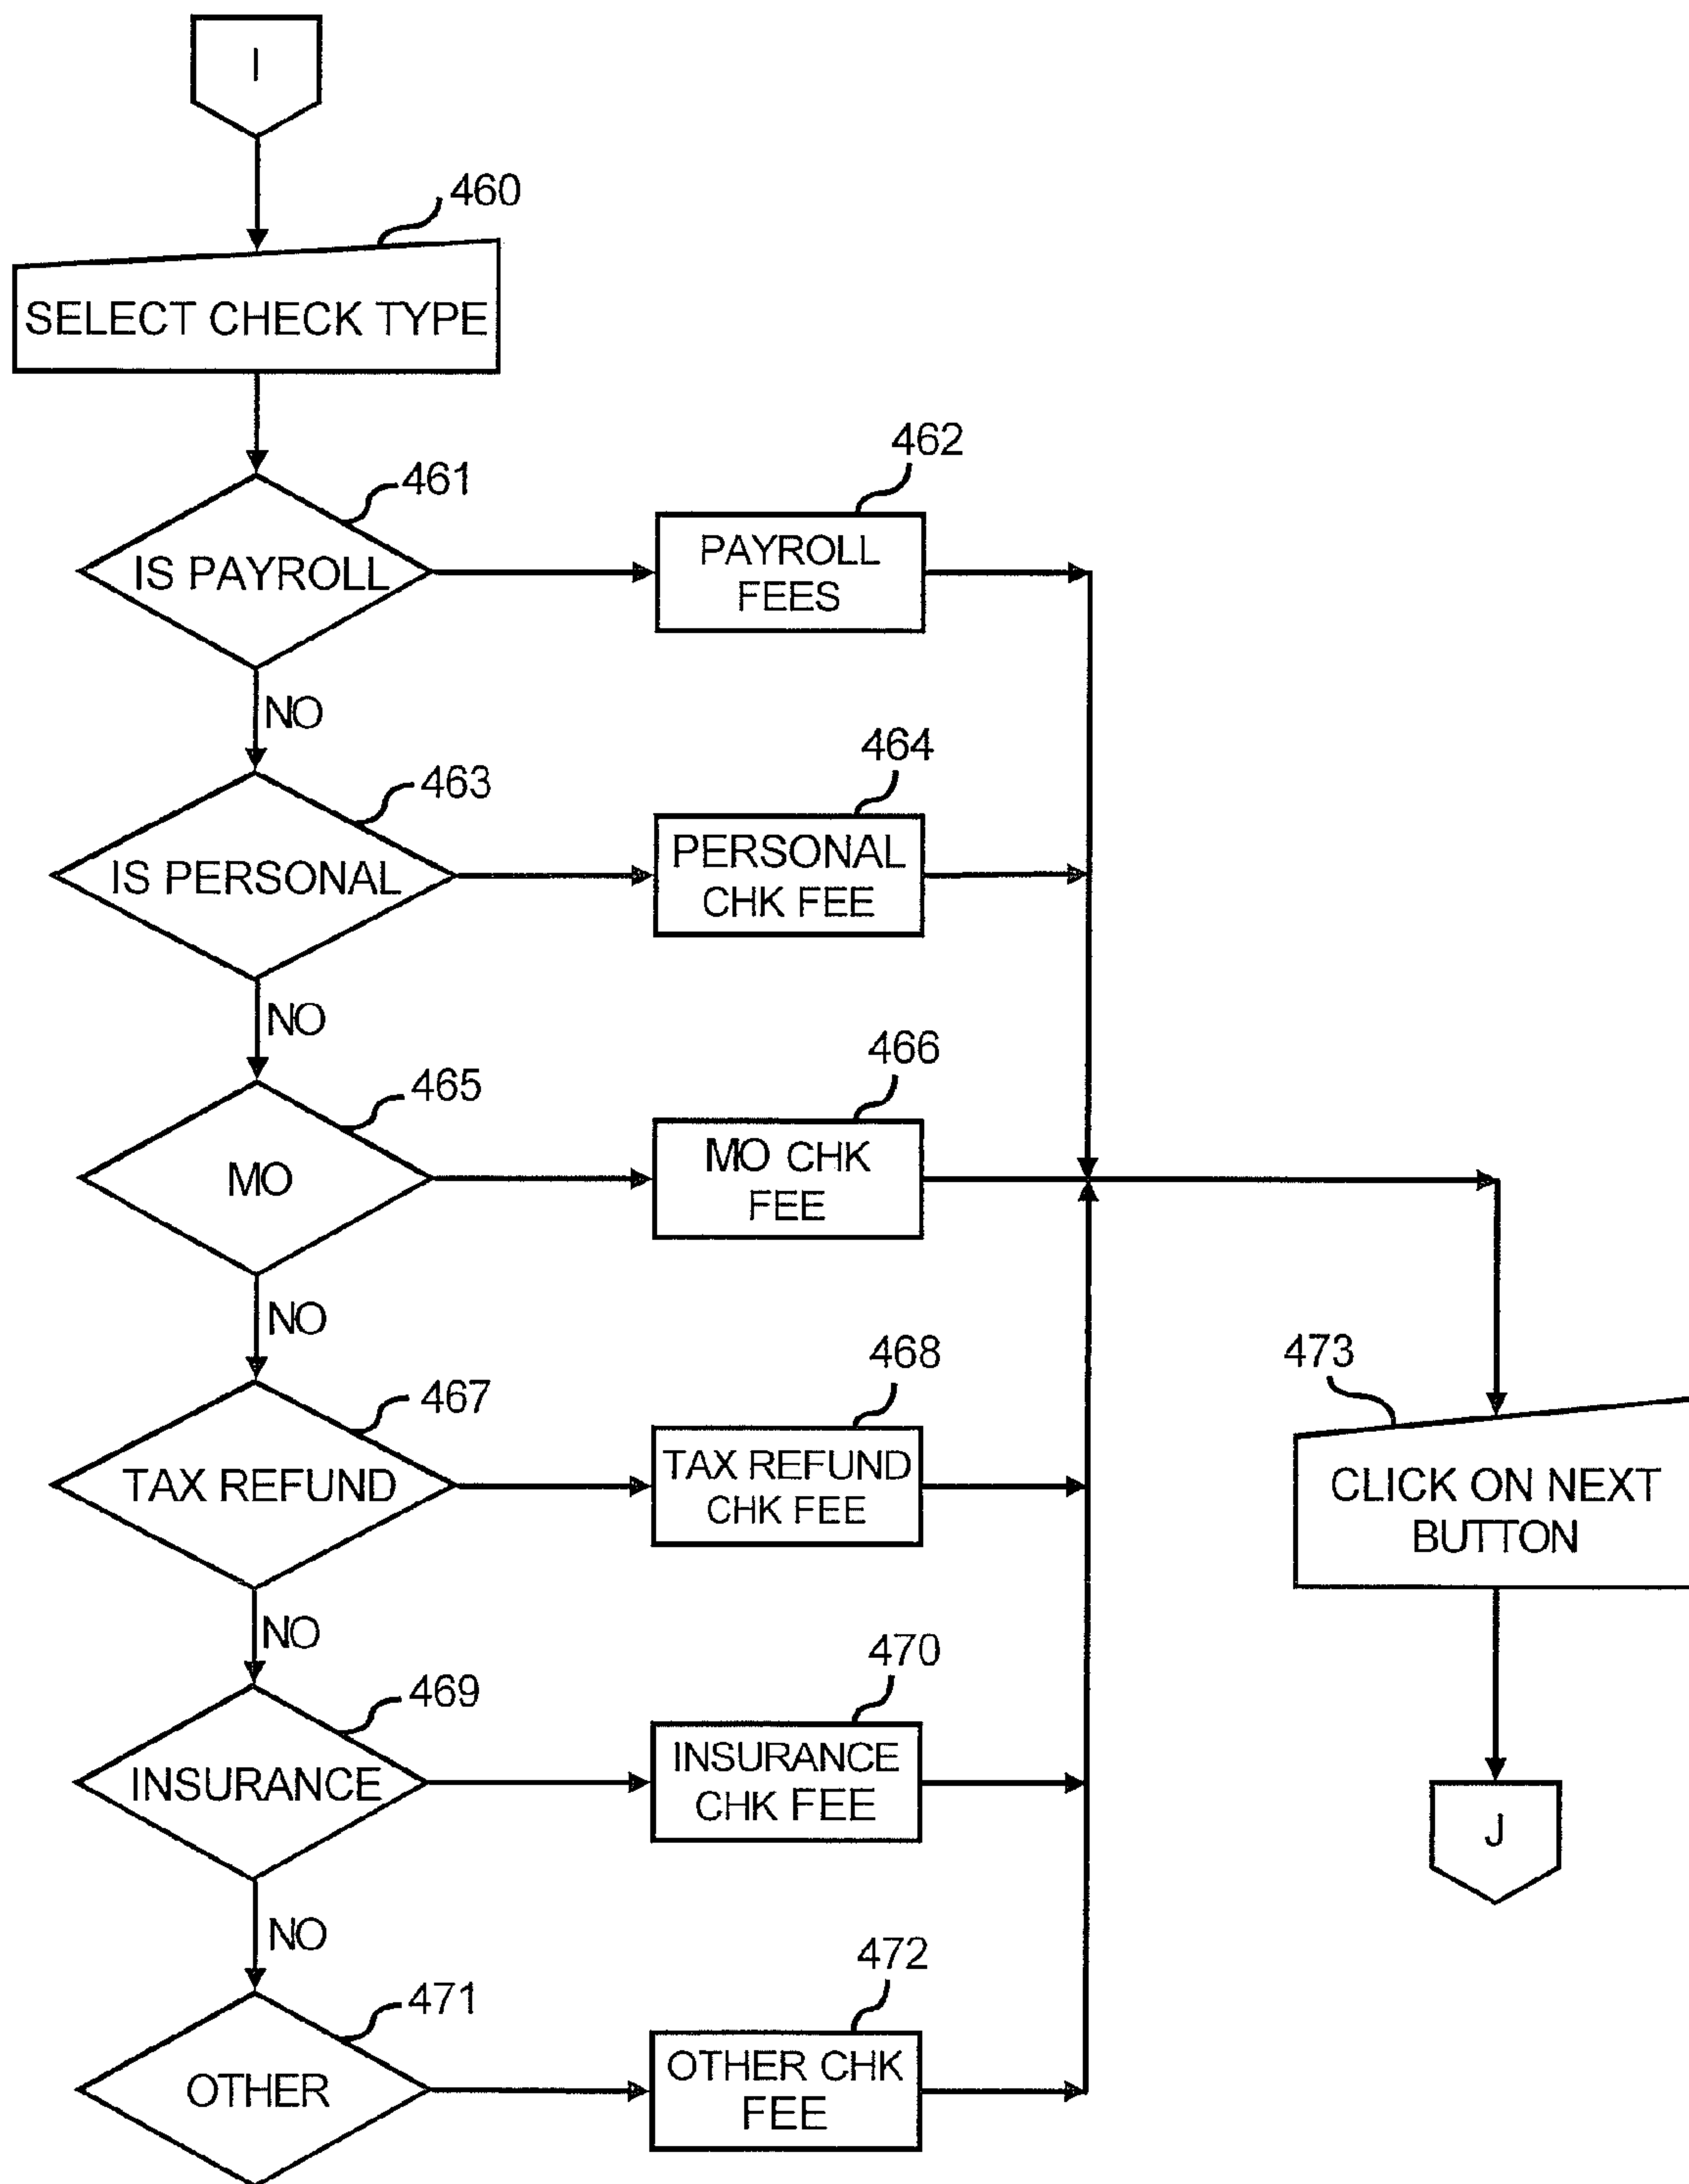 I
460
SELECT CHECK TYPE
461
IS PAYROLL
462
PAYROLL
FEES
NO
463
IS PERSONAL
464
PERSONAL
CHK FEE
NO
465
MO
466
MO CHK
FEE
NO
467
TAX REFUND
468
TAX REFUND
CHK FEE
473
CLICK ON NEXT
BUTTON
NO
469
INSURANCE
470
INSURANCE
CHK FEE
J
NO
471
OTHER
472
OTHER CHK
FEE